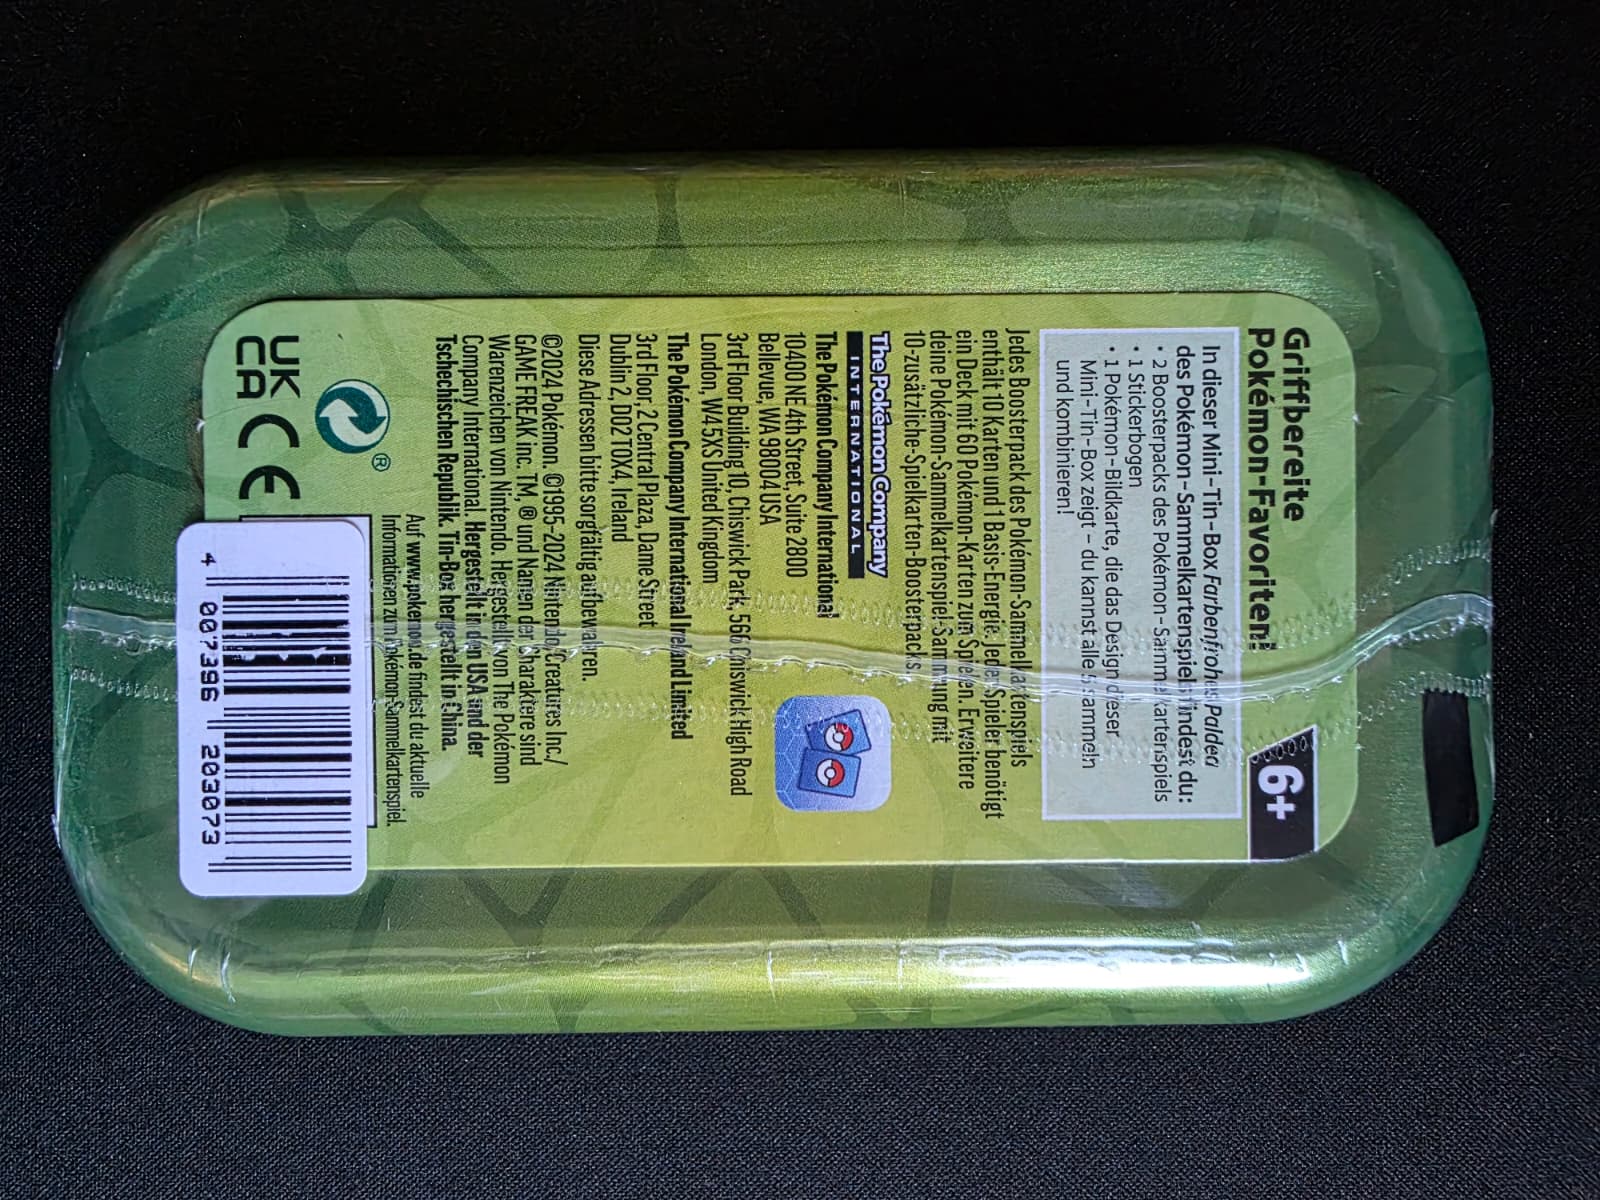 Griffbereite
Pokémon-Favoriten!
6+
In dieser Mini-Tin-Box Farbenfrohes Paldea
des Pokémon-Sammelkartenspiels findest du:
• 2 Boosterpacks des Pokémon-Sammelkartenspiels
• 1 Stickerbogen
• 1 Pokémon-Bildkarte, die das Design dieser
Mini-Tin-Box zeigt – du kannst alle 5 sammeln
und kombinieren!
Jedes Boosterpack des Pokémon-Sammelkartenspiels
enthält 10 Karten und 1 Basis-Energie. Jeder Spieler benötigt
ein Deck mit 60 Pokémon-Karten zum Spielen. Erweitere
deine Pokémon-Sammelkartenspiel-Sammlung mit
10-zusätzliche-Spielkarten-Boosterpacks.
The Pokémon Company
INTERNATIONAL
The Pokémon Company International
10400 NE 4th Street, Suite 2800
Bellevue, WA 98004 USA
3rd Floor Building 10, Chiswick Park, 566 Chiswick High Road
London, W4 5XS United Kingdom
The Pokémon Company International Ireland Limited
3rd Floor, 2 Central Plaza, Dame Street
Dublin 2, D02 T0X4, Ireland
Diese Adressen bitte sorgfältig aufbewahren.
©2024 Pokémon. ©1995–2024 Nintendo/Creatures Inc./
GAME FREAK inc. TM, ® und Namen der Charaktere sind
Warenzeichen von Nintendo. Hergestellt von The Pokémon
Company International. Hergestellt in den USA und der
Tschechischen Republik. Tin-Box hergestellt in China.
Auf www.pokemon.de findest du aktuelle
Informationen zum Pokémon-Sammelkartenspiel.
®
UK
CA CE
4 007396 203073